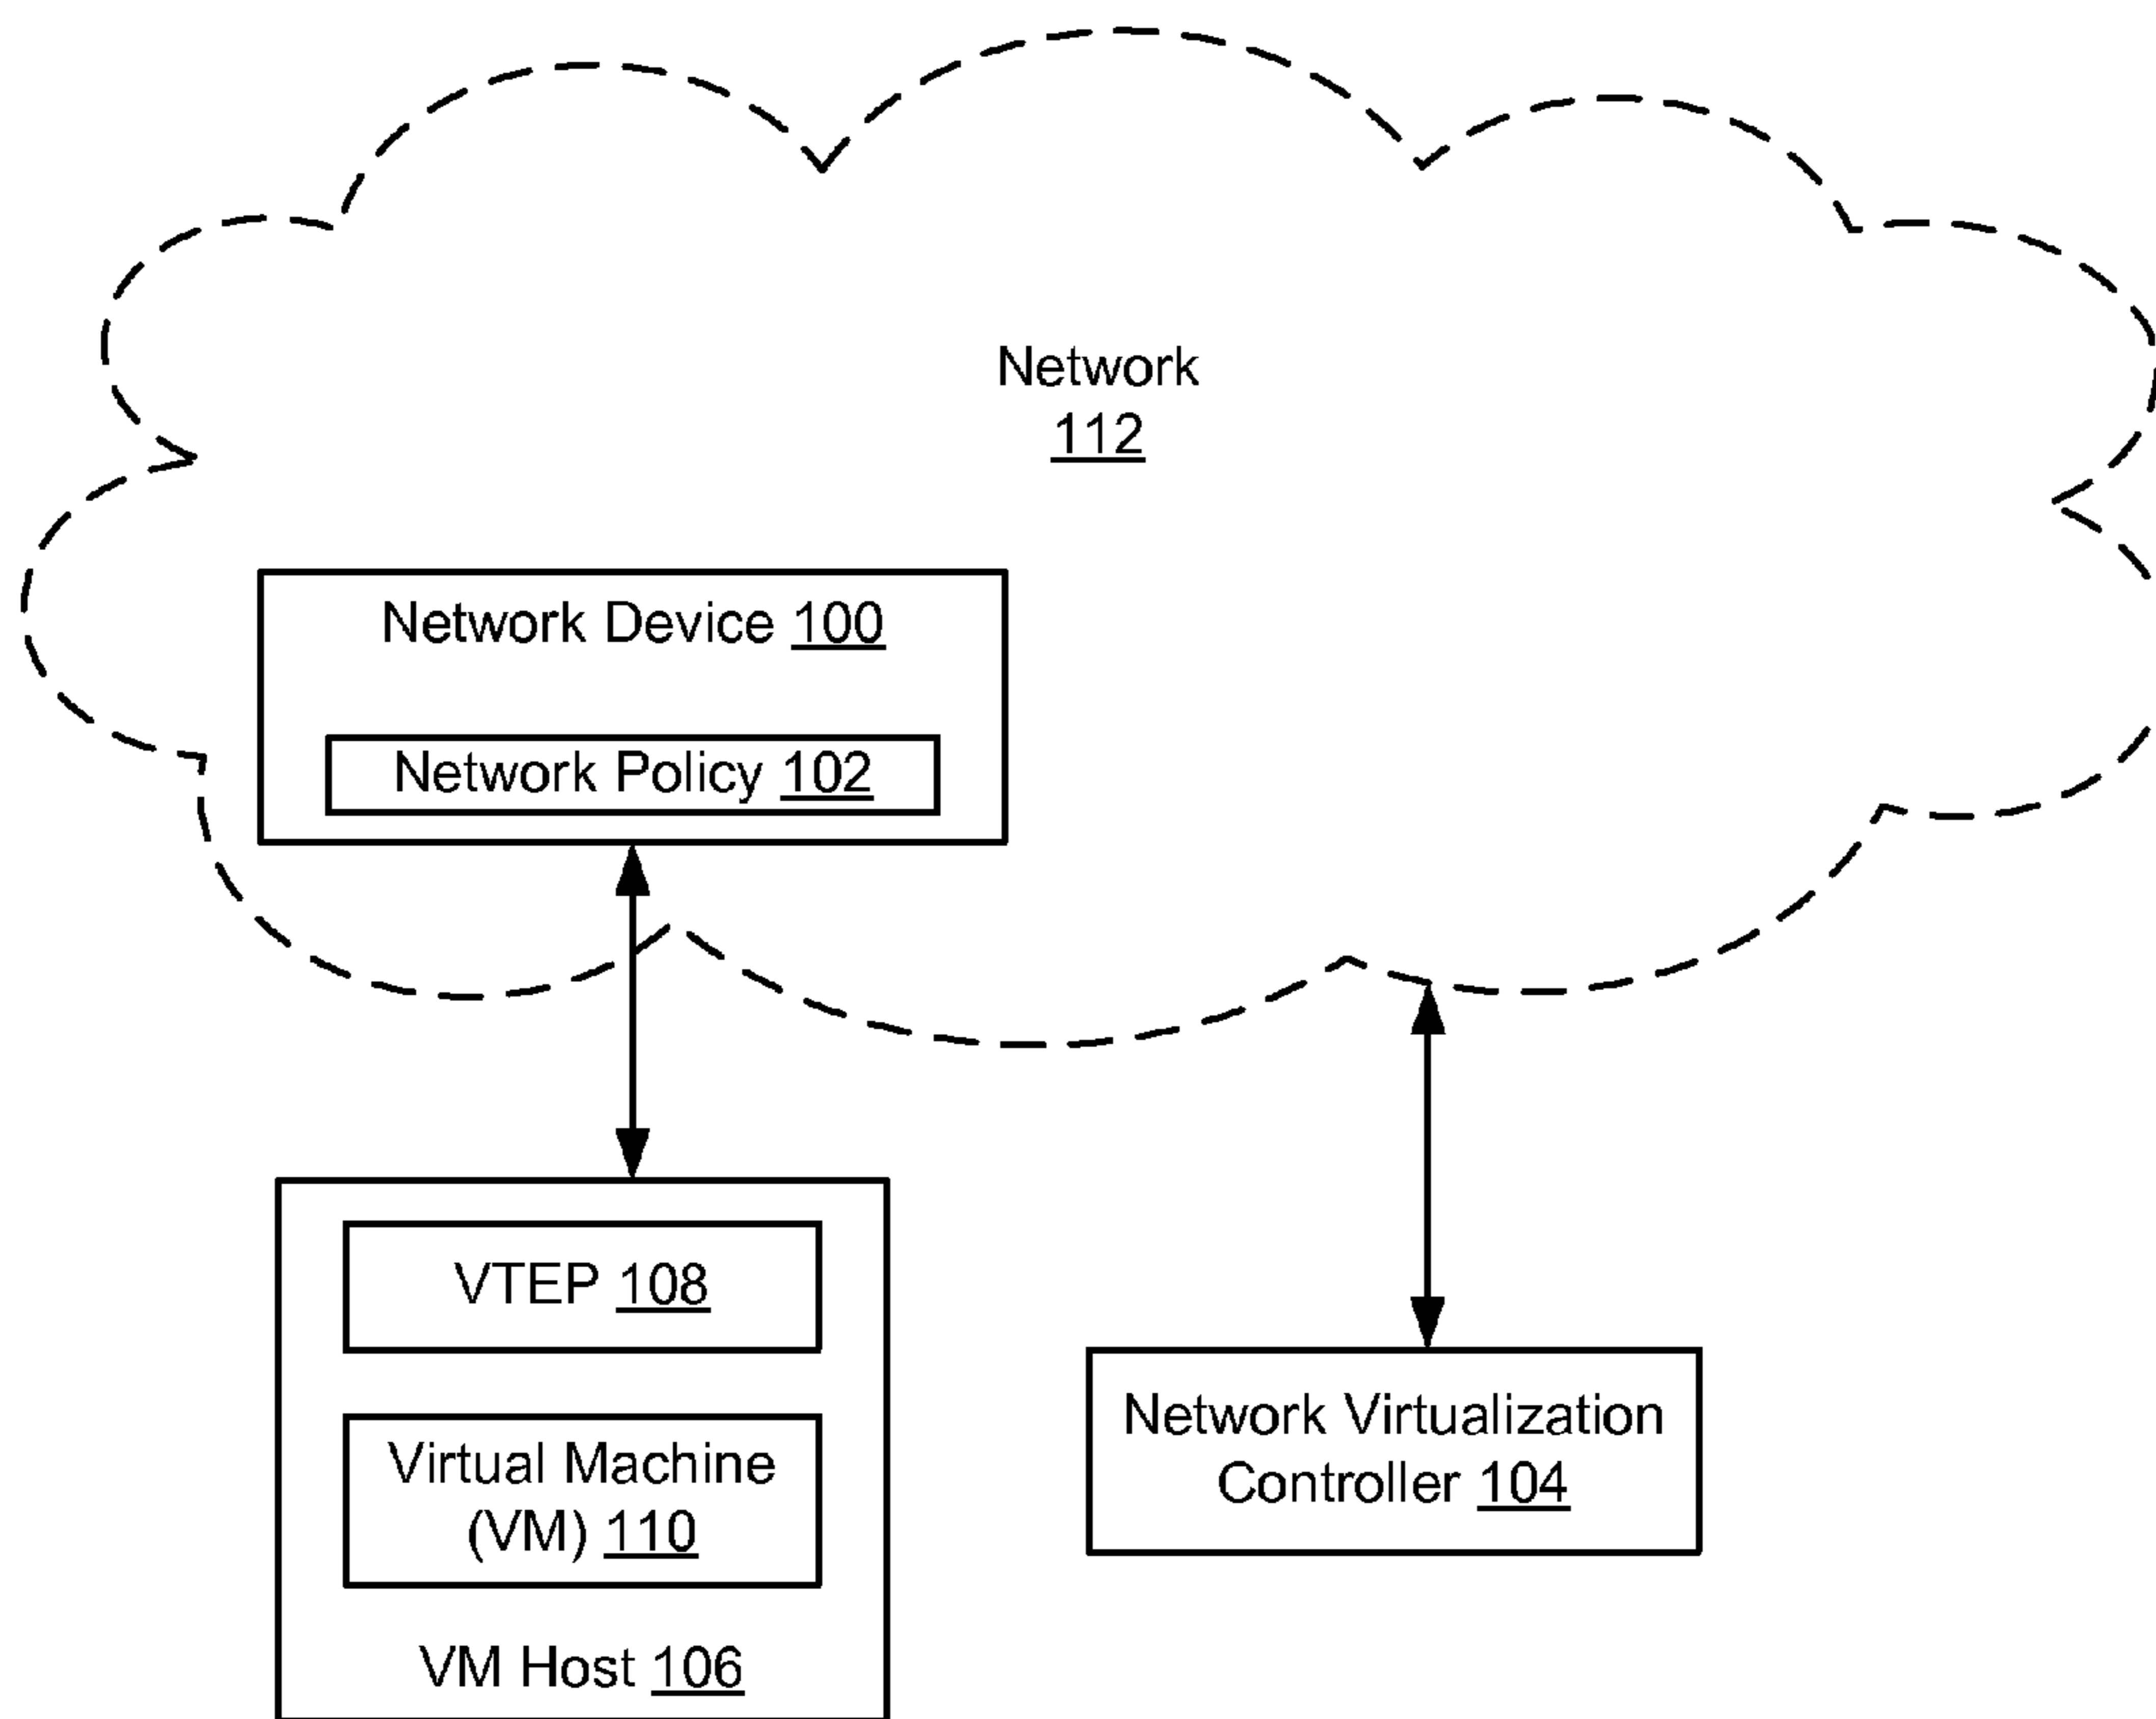 Network
112
Network Device 100
Network Policy 102
VTEP 108
Virtual Machine
(VM) 110
VM Host 106
Network Virtualization
Controller 104